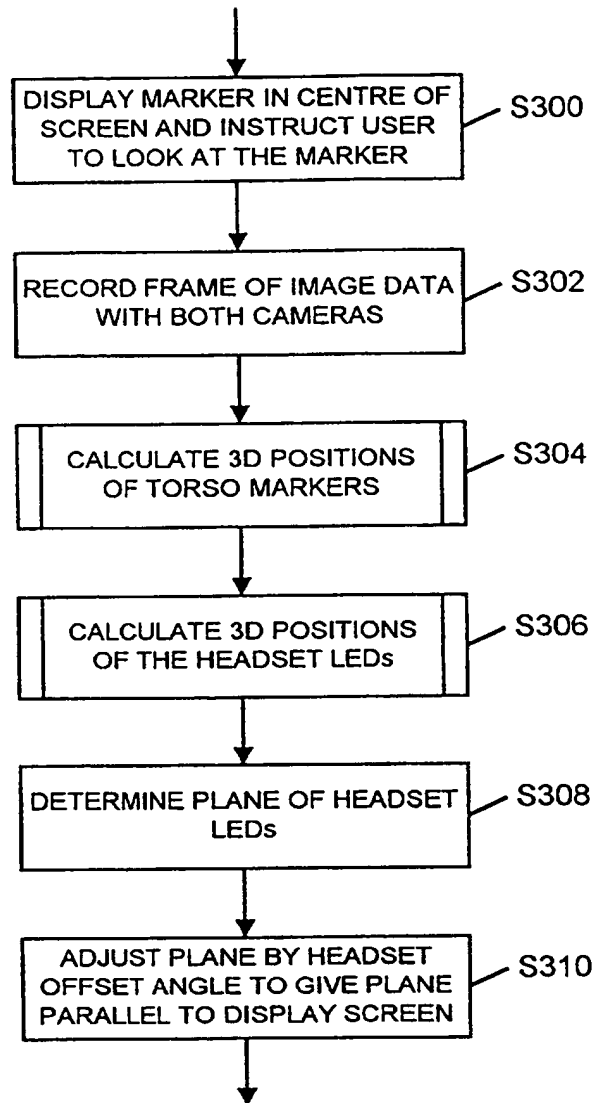 DISPLAY MARKER IN CENTRE OF
SCREEN AND INSTRUCT USER
TO LOOK AT THE MARKER
S300
RECORD FRAME OF IMAGE DATA
WITH BOTH CAMERAS
S302
CALCULATE 3D POSITIONS
OF TORSO MARKERS
S304
CALCULATE 3D POSITIONS
OF THE HEADSET LEDs
S306
DETERMINE PLANE OF HEADSET
LEDs
S308
ADJUST PLANE BY HEADSET
OFFSET ANGLE TO GIVE PLANE
PARALLEL TO DISPLAY SCREEN
S310